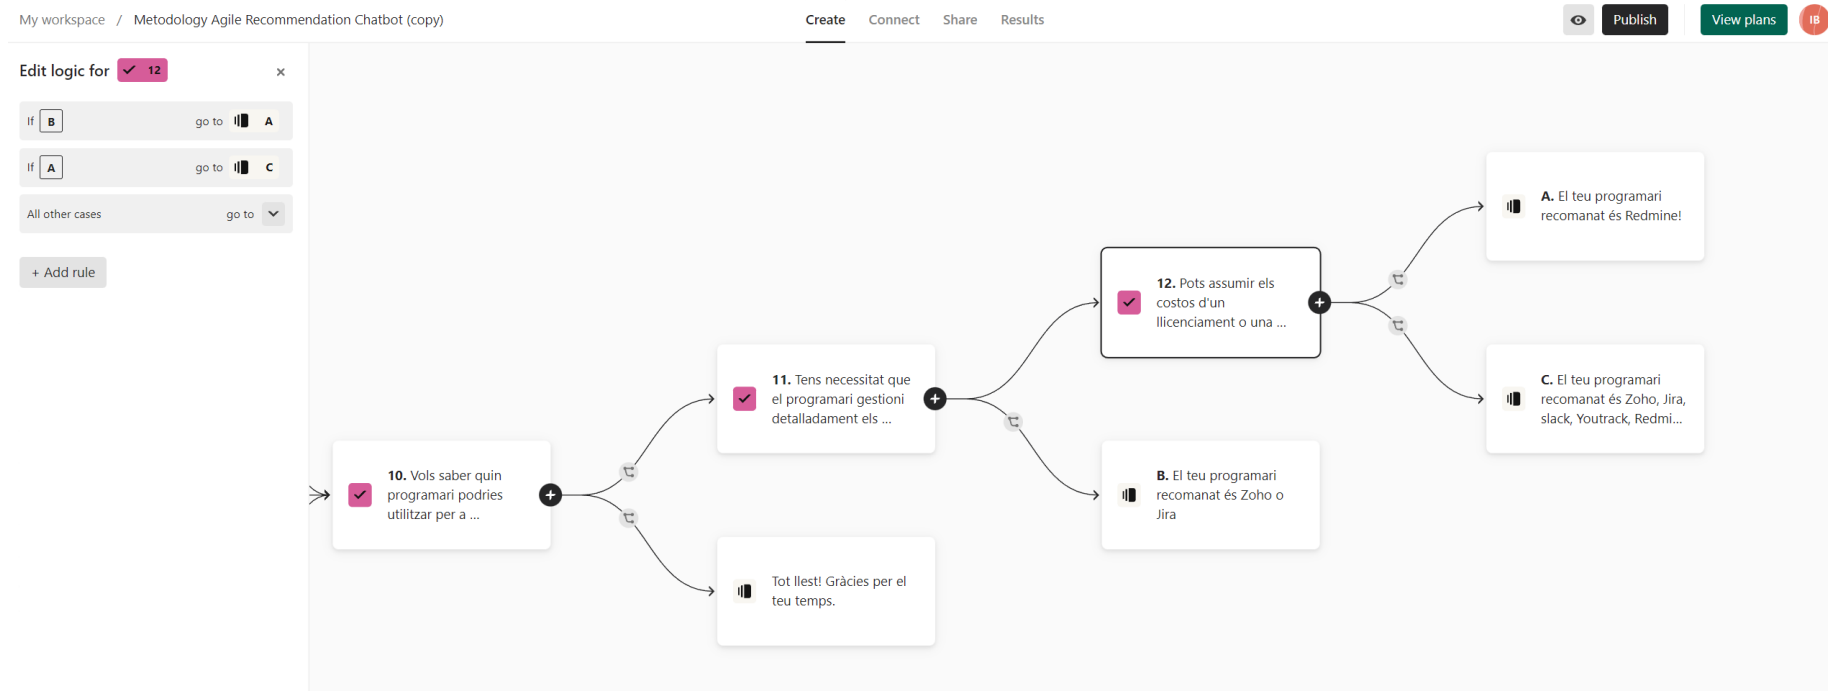 My workspace / Metodology Agile Recommendation Chatbot (copy)
Create Connect Share Results
Publish
View plans
IB
Edit logic for 12 ×
If B go to A
If A go to C
All other cases go to
+ Add rule
10. Vols saber quin
programari podries
utilitzar per a ...
11. Tens necessitat que
el programari gestioni
detalladament els ...
Tot llest! Gràcies per el
teu temps.
12. Pots assumir els
costos d'un
llicenciament o una ...
B. El teu programari
recomanat és Zoho o
Jira
A. El teu programari
recomanat és Redmine!
C. El teu programari
recomanat és Zoho, Jira,
slack, Youtrack, Redmi...